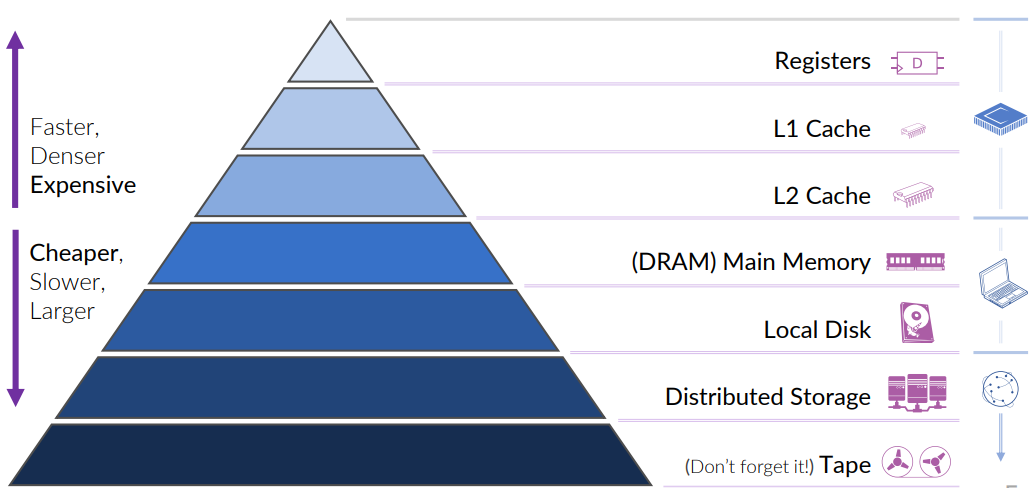 Faster,
Denser
Expensive
Cheaper,
Slower,
Larger
Registers
D
L1 Cache
L2 Cache
(DRAM) Main Memory
Local Disk
Distributed Storage
(Don't forget it!) Tape